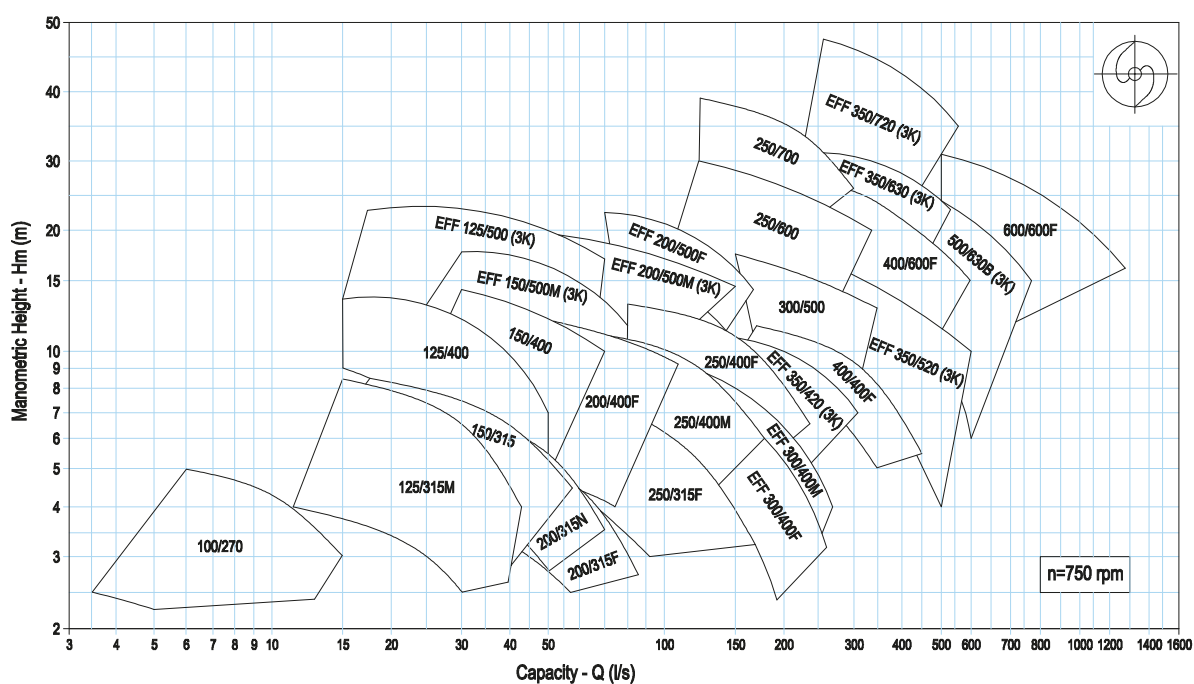 50
40
30
20
15
10
9
8
7
6
5
4
3
2
Manometric Height - Hm (m)
EFF 350/720 (3K)
250/700
EFF 350/630 (3K)
600/600F
EFF 125/500 (3K)
EFF 200/500F
250/600
500/630B (3K)
400/600F
EFF 150/500M (3K)
EFF 200/500M (3K)
300/500
150/400
125/400
250/400F
EFF 350/420 (3K)
400/400F
EFF 350/520 (3K)
200/400F
250/400M
150/315
EFF 300/400M
125/315M
250/315F
EFF 300/400F
100/270
200/315N
200/315F
n=750 rpm
3 4 5 6 7 8 9 10 15 20 25 30 40 50 100 150 200 300 400 500 600 700 800 1000 1200 1400 1600
Capacity - Q (l/s)